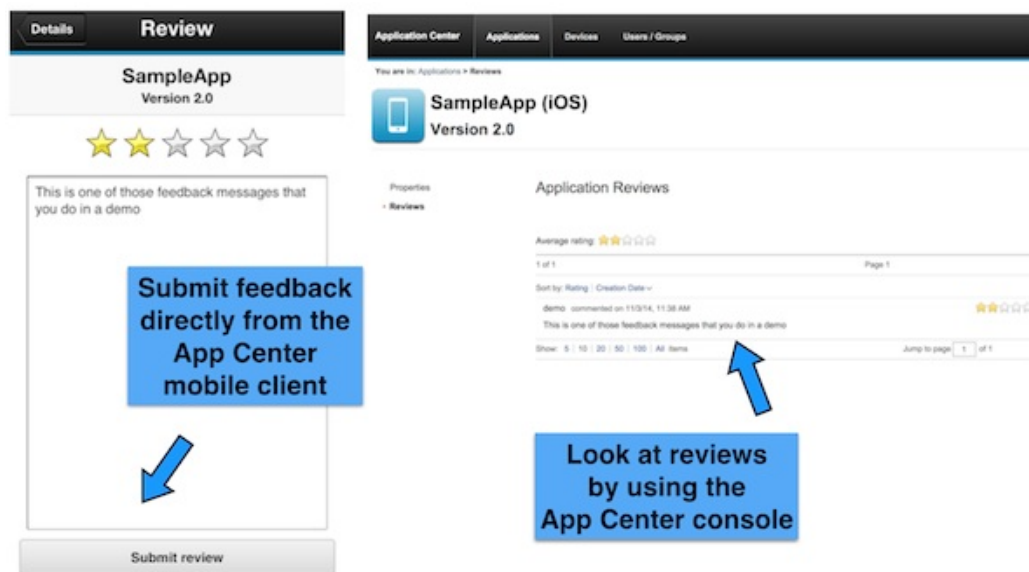 Details
Review
SampleApp
Version 2.0
This is one of those feedback messages that
you do in a demo
Submit feedback
directly from the
App Center
mobile client
Submit review
Application Center
Applications
Devices
Users / Groups
You are in: Applications > Reviews
SampleApp (iOS)
Version 2.0
Properties
Reviews
Application Reviews
Average rating:
1 of 1
Page 1
Sort by: Rating | Creation Date
demo commented on 11/3/14, 11:38 AM
This is one of those feedback messages that you do in a demo
Show: 5 | 10 | 20 | 50 | 100 | All items
Jump to page 1 of 1
Look at reviews
by using the
App Center console